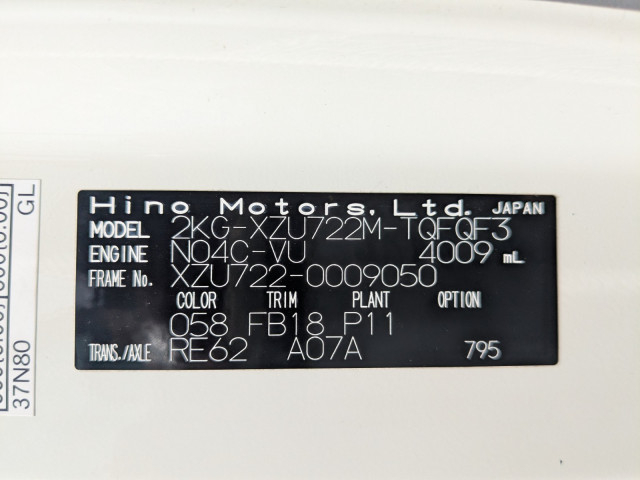 Hino Motors, Ltd. JAPAN
MODEL 2KG-XZU722M-TQFQF3
ENGINE N04C-VU 4009 mL
FRAME No. XZU722-0009050
COLOR TRIM PLANT OPTION
058 FB18 P11
TRANS./AXLE RE62 A07A 795
GL
37N80